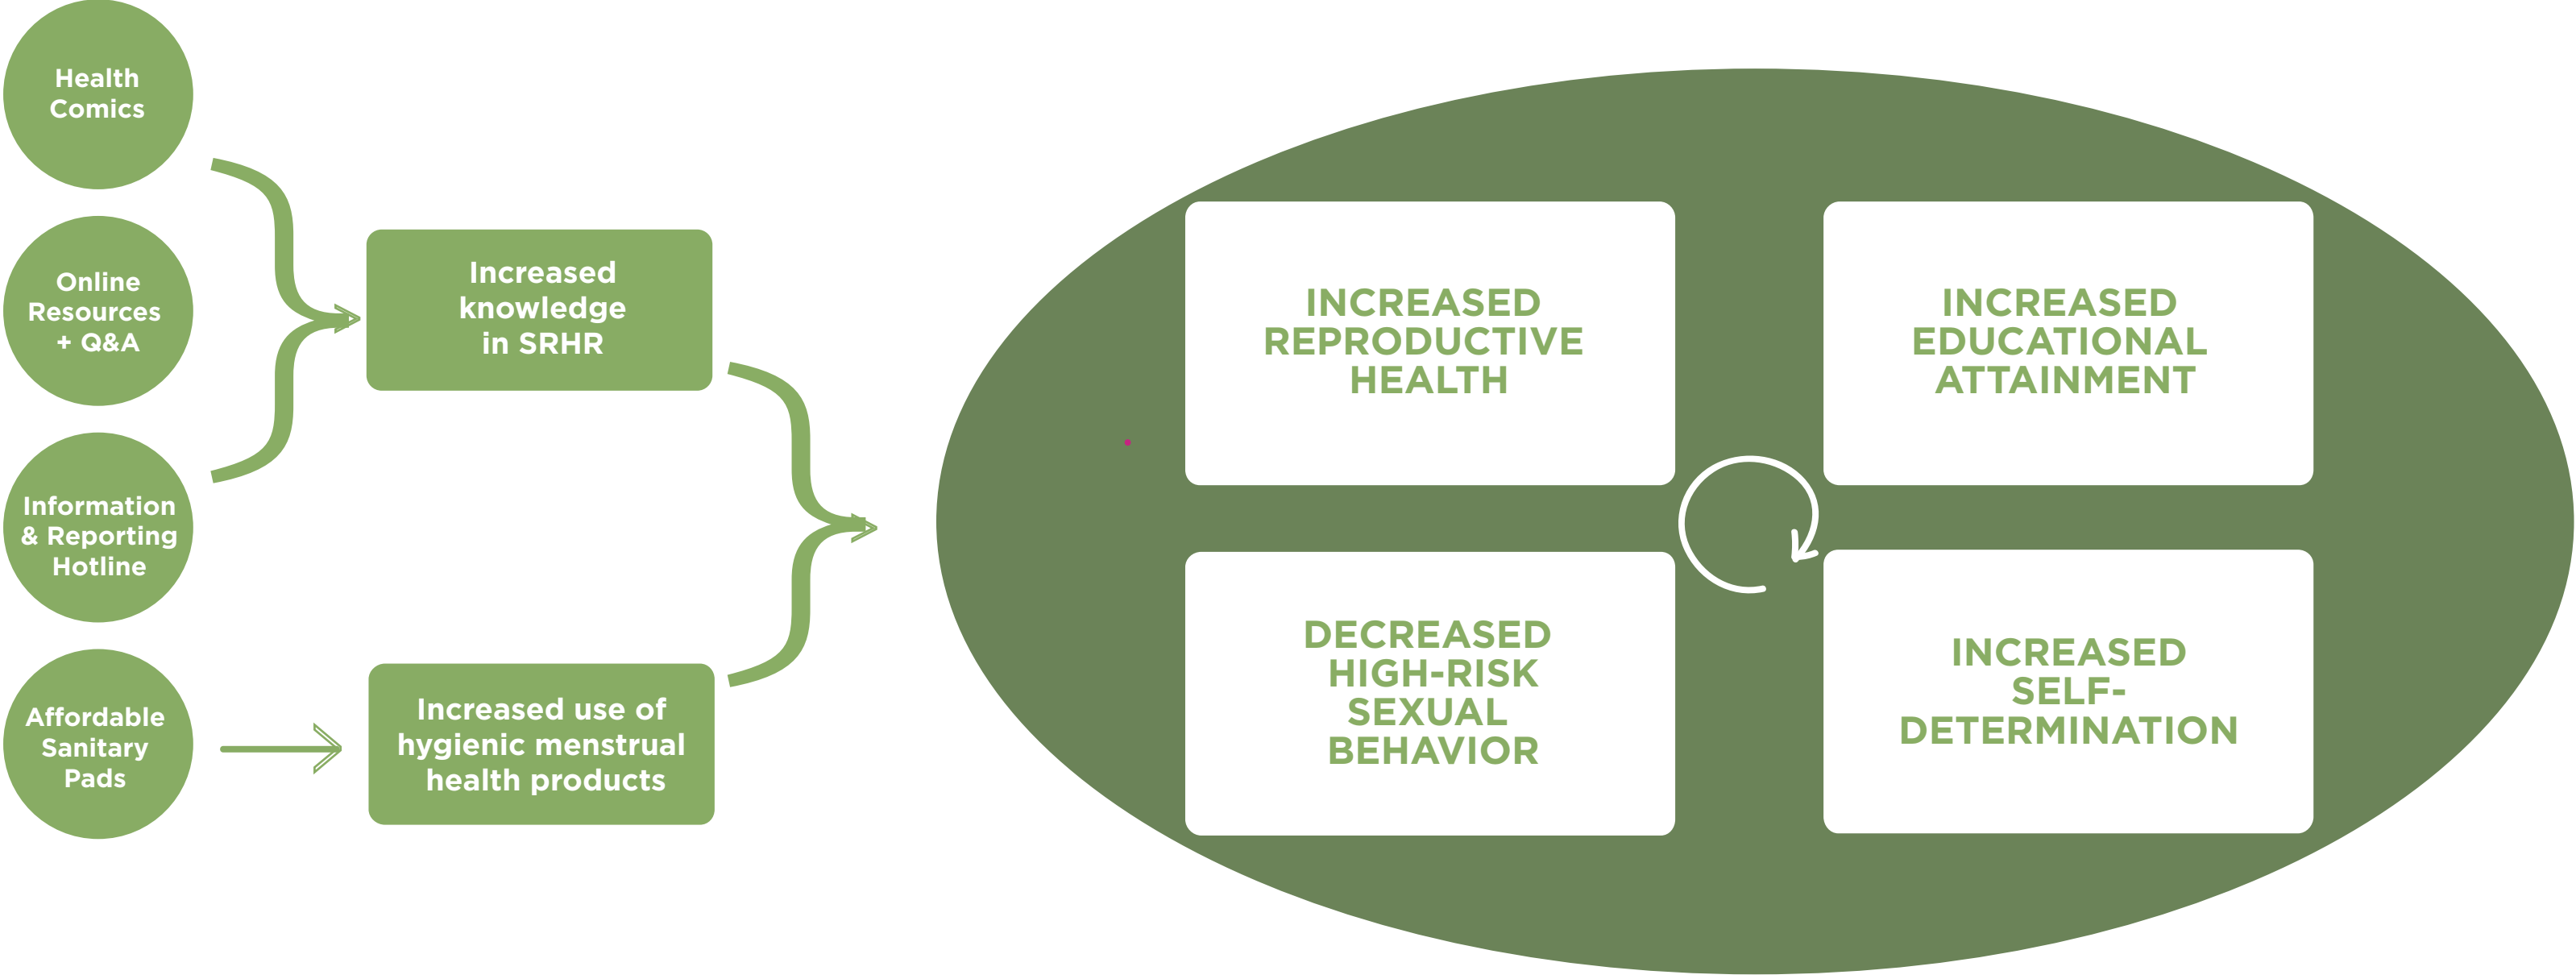 Health
Comics
Online
Resources
+ Q&A
Information
& Reporting
Hotline
Affordable
Sanitary
Pads
Increased
knowledge
in SRHR
Increased use of
hygienic menstrual
health products
INCREASED
REPRODUCTIVE
HEALTH
INCREASED
EDUCATIONAL
ATTAINMENT
DECREASED
HIGH-RISK
SEXUAL
BEHAVIOR
INCREASED
SELF-
DETERMINATION